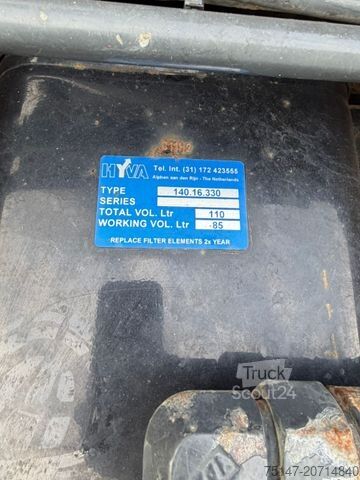 HYVA
Tel. Int. (31) 172 423555
Alphen aan den Rijn - The Netherlands
TYPE 140.16.330
SERIES
TOTAL VOL. Ltr 110
WORKING VOL. Ltr 85
REPLACE FILTER ELEMENTS 2x YEAR
Truck
Scout24
75147-20714840